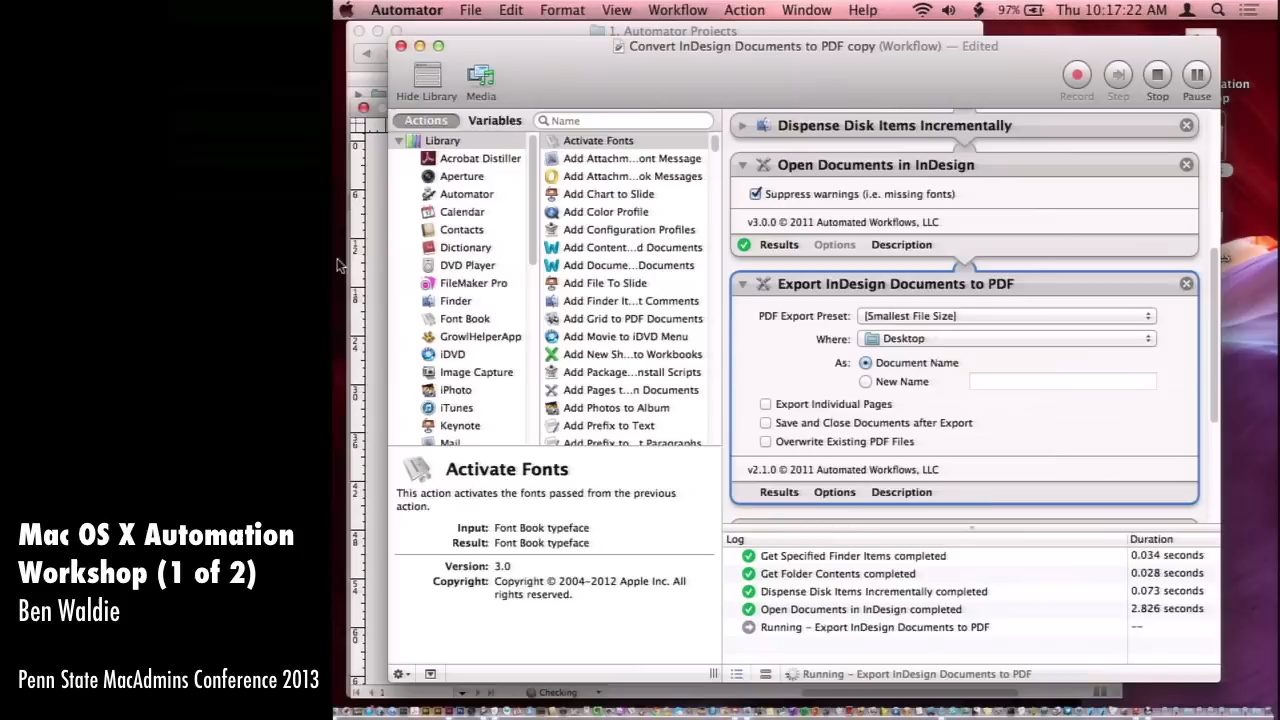 Automator File Edit Format View Workflow Action Window Help 97% Thu 10:17:22 AM
1. Automator Projects
Convert InDesign Documents to PDF copy (Workflow) — Edited
Hide Library Media Record Step Stop Pause
Actions Variables Name
Library
Acrobat Distiller
Aperture
Automator
Calendar
Contacts
Dictionary
DVD Player
FileMaker Pro
Finder
Font Book
GrowlHelperApp
iDVD
Image Capture
iPhoto
iTunes
Keynote
Mail
Activate Fonts
Add Attachm...ont Message
Add Attachm...ok Messages
Add Chart to Slide
Add Color Profile
Add Configuration Profiles
Add Content...d Documents
Add Docume...Documents
Add File To Slide
Add Finder It...t Comments
Add Grid to PDF Documents
Add Movie to iDVD Menu
Add New Sh...to Workbooks
Add Package...nstall Scripts
Add Pages t...n Documents
Add Photos to Album
Add Prefix to Text
Add Prefix to ...t Paragraphs
Activate Fonts
This action activates the fonts passed from the previous
action.
Input: Font Book typeface
Result: Font Book typeface
Version: 3.0
Copyright: Copyright © 2004-2012 Apple Inc. All
rights reserved.
Dispense Disk Items Incrementally
Open Documents in InDesign
Suppress warnings (i.e. missing fonts)
v3.0.0 © 2011 Automated Workflows, LLC
Results Options Description
Export InDesign Documents to PDF
PDF Export Preset: [Smallest File Size]
Where: Desktop
As: Document Name
New Name
Export Individual Pages
Save and Close Documents after Export
Overwrite Existing PDF Files
v2.1.0 © 2011 Automated Workflows, LLC
Results Options Description
Log Duration
Get Specified Finder Items completed 0.034 seconds
Get Folder Contents completed 0.028 seconds
Dispense Disk Items Incrementally completed 0.073 seconds
Open Documents in InDesign completed 2.826 seconds
Running – Export InDesign Documents to PDF --
Running – Export InDesign Documents to PDF
1 Checking
Mac OS X Automation
Workshop (1 of 2)
Ben Waldie
Penn State MacAdmins Conference 2013